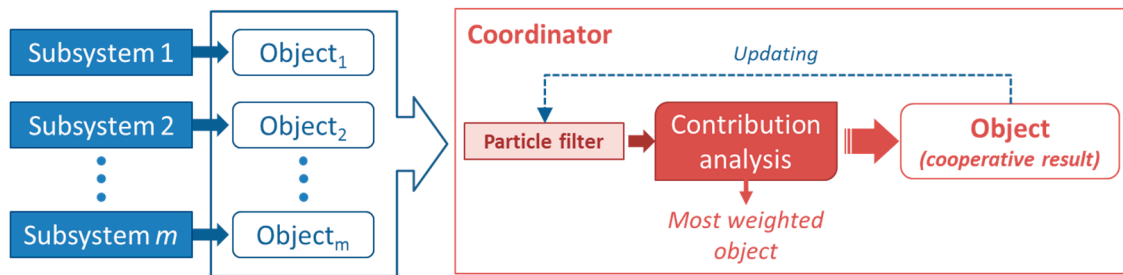 Subsystem 1
Object₁
Subsystem 2
Object₂
Subsystem m
Objectₘ
Coordinator
Updating
Particle filter
Contribution
analysis
Most weighted
object
Object
(cooperative result)